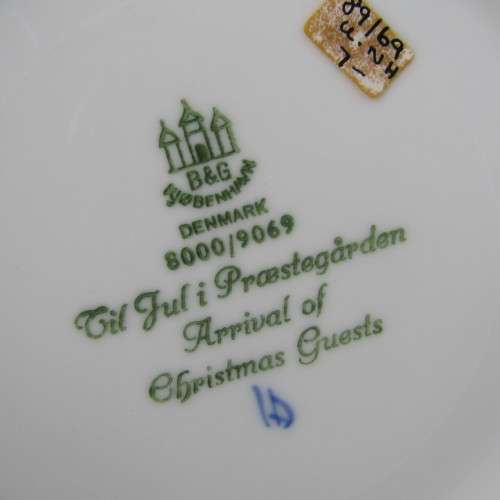 89/69
B&G
KJØBENHAVN
DENMARK
8000/9069
Til Jul i Præstegården
Arrival of
Christmas Guests